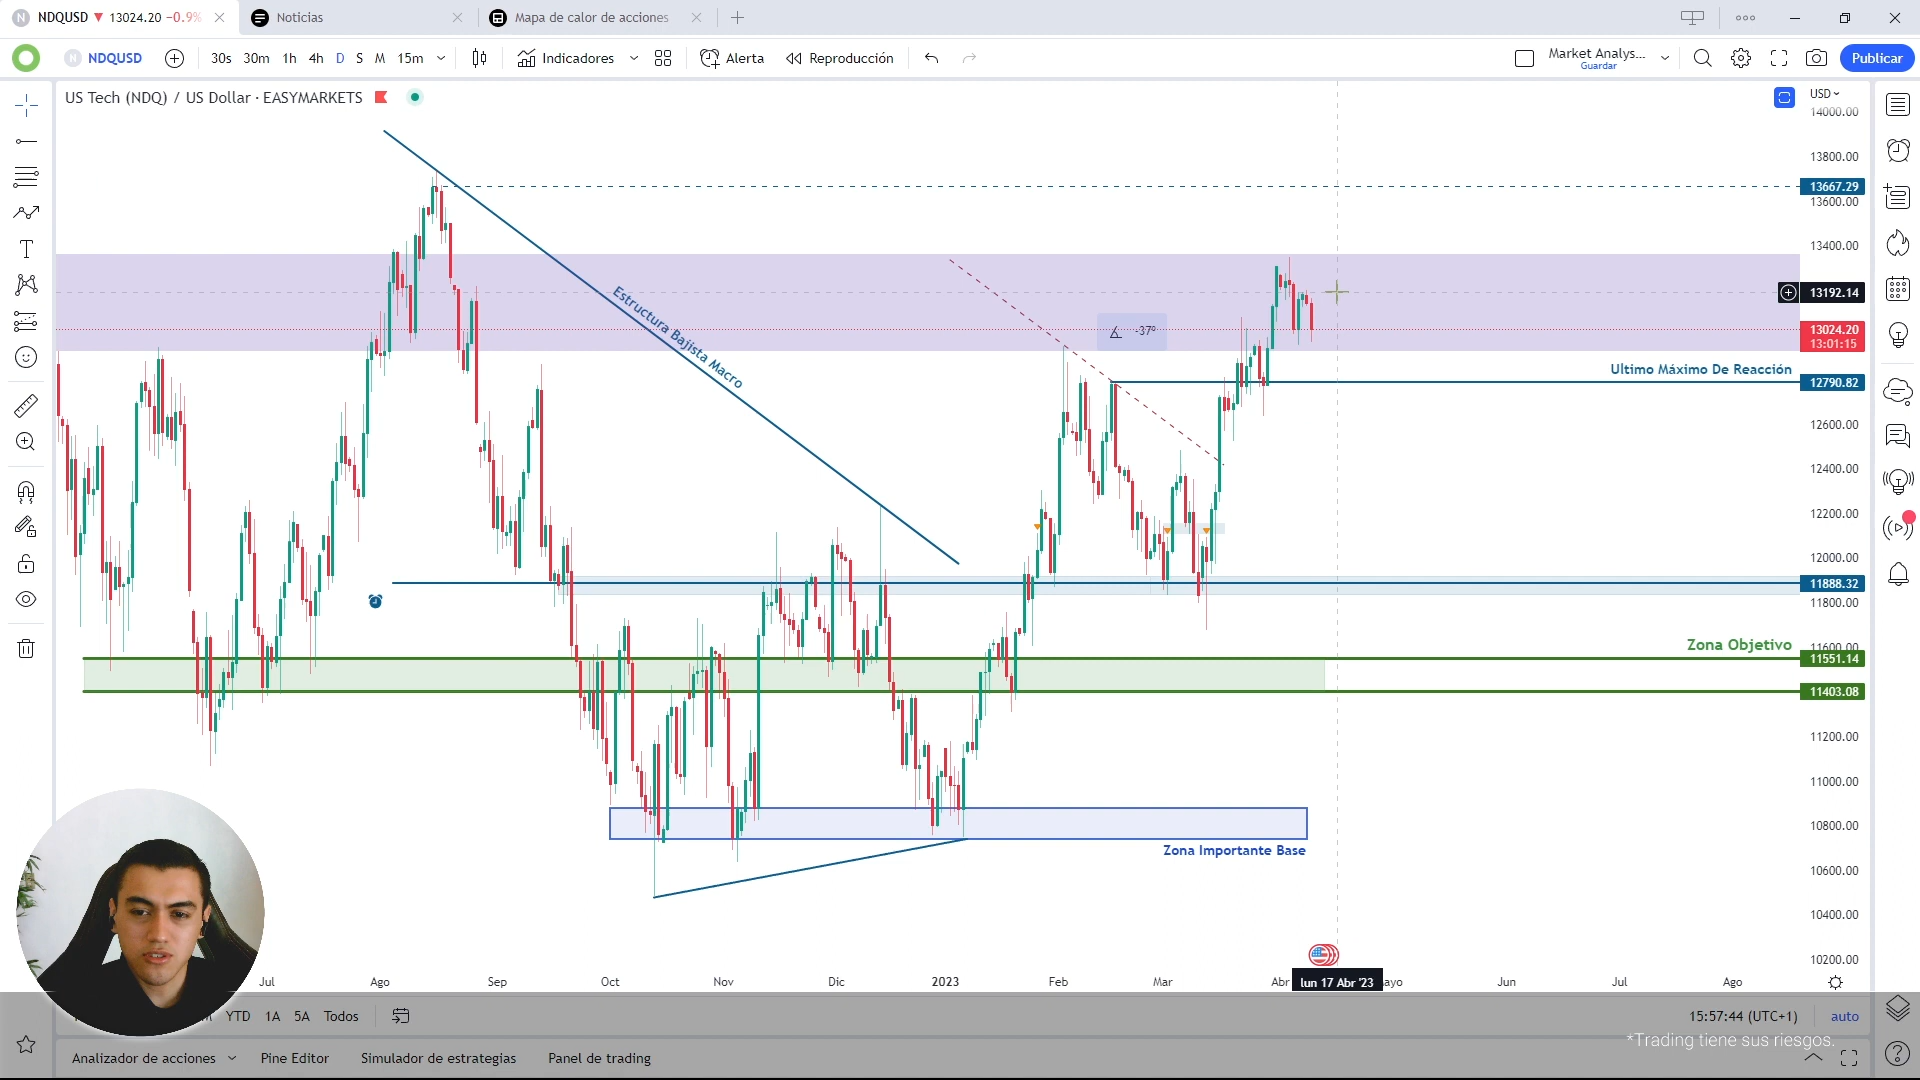 NDQUSD ▼ 13024.20 −0.9%
Noticias
Mapa de calor de acciones
NDQUSD
30s 30m 1h 4h D S M 15m
Indicadores
Alerta
Reproducción
Market Analys...
Guardar
Publicar
US Tech (NDQ) / US Dollar · EASYMARKETS
USD
14000.00
13800.00
13667.29
13600.00
13400.00
13192.14
13024.20
13:01:15
Estructura Bajista Macro
-37º
Ultimo Máximo De Reacción
12790.82
12600.00
12400.00
12200.00
12000.00
11888.32
11800.00
Zona Objetivo
11600.00
11551.14
11403.08
11200.00
11000.00
10800.00
Zona Importante Base
10600.00
10400.00
10200.00
Jul Ago Sep Oct Nov Dic 2023 Feb Mar Abr lun 17 Abr '23 ayo Jun Jul Ago
YTD 1A 5A Todos
15:57:44 (UTC+1)
auto
*Trading tiene sus riesgos.
Analizador de acciones
Pine Editor
Simulador de estrategias
Panel de trading